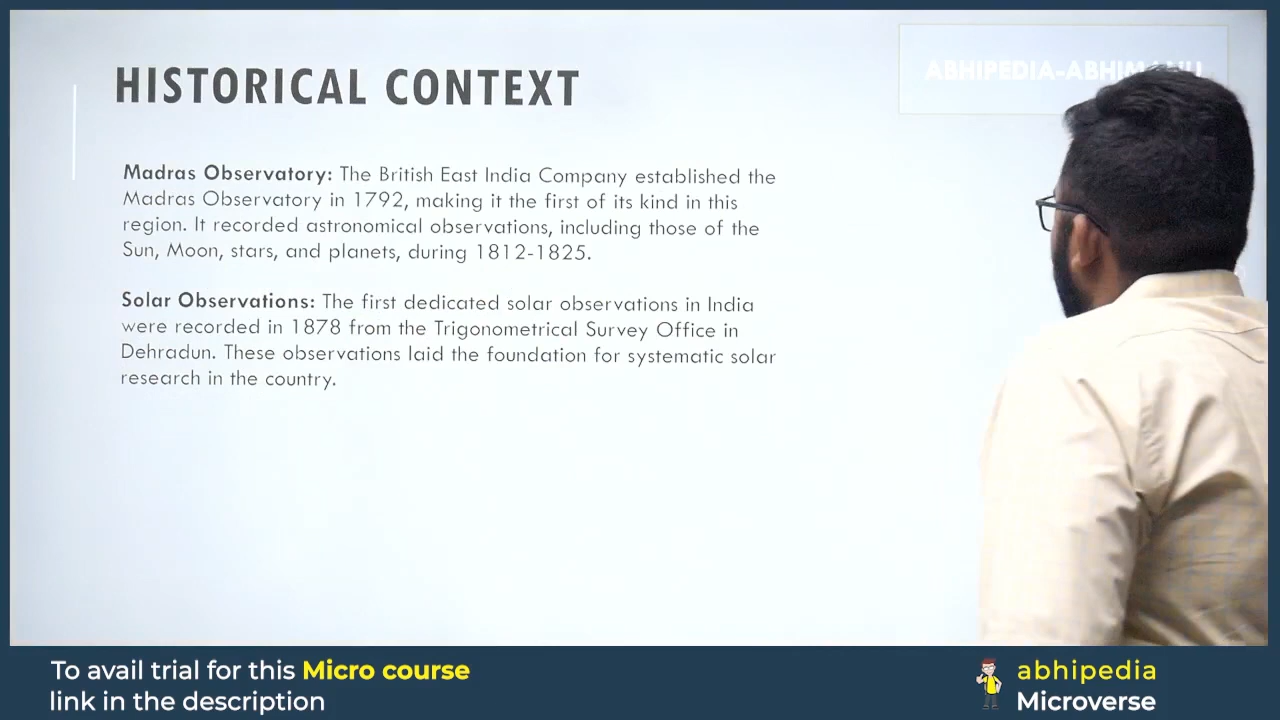 HISTORICAL CONTEXT
Madras Observatory: The British East India Company established the
Madras Observatory in 1792, making it the first of its kind in this
region. It recorded astronomical observations, including those of the
Sun, Moon, stars, and planets, during 1812-1825.
Solar Observations: The first dedicated solar observations in India
were recorded in 1878 from the Trigonometrical Survey Office in
Dehradun. These observations laid the foundation for systematic solar
research in the country.
To avail trial for this Micro course
link in the description
abhipedia
Microverse